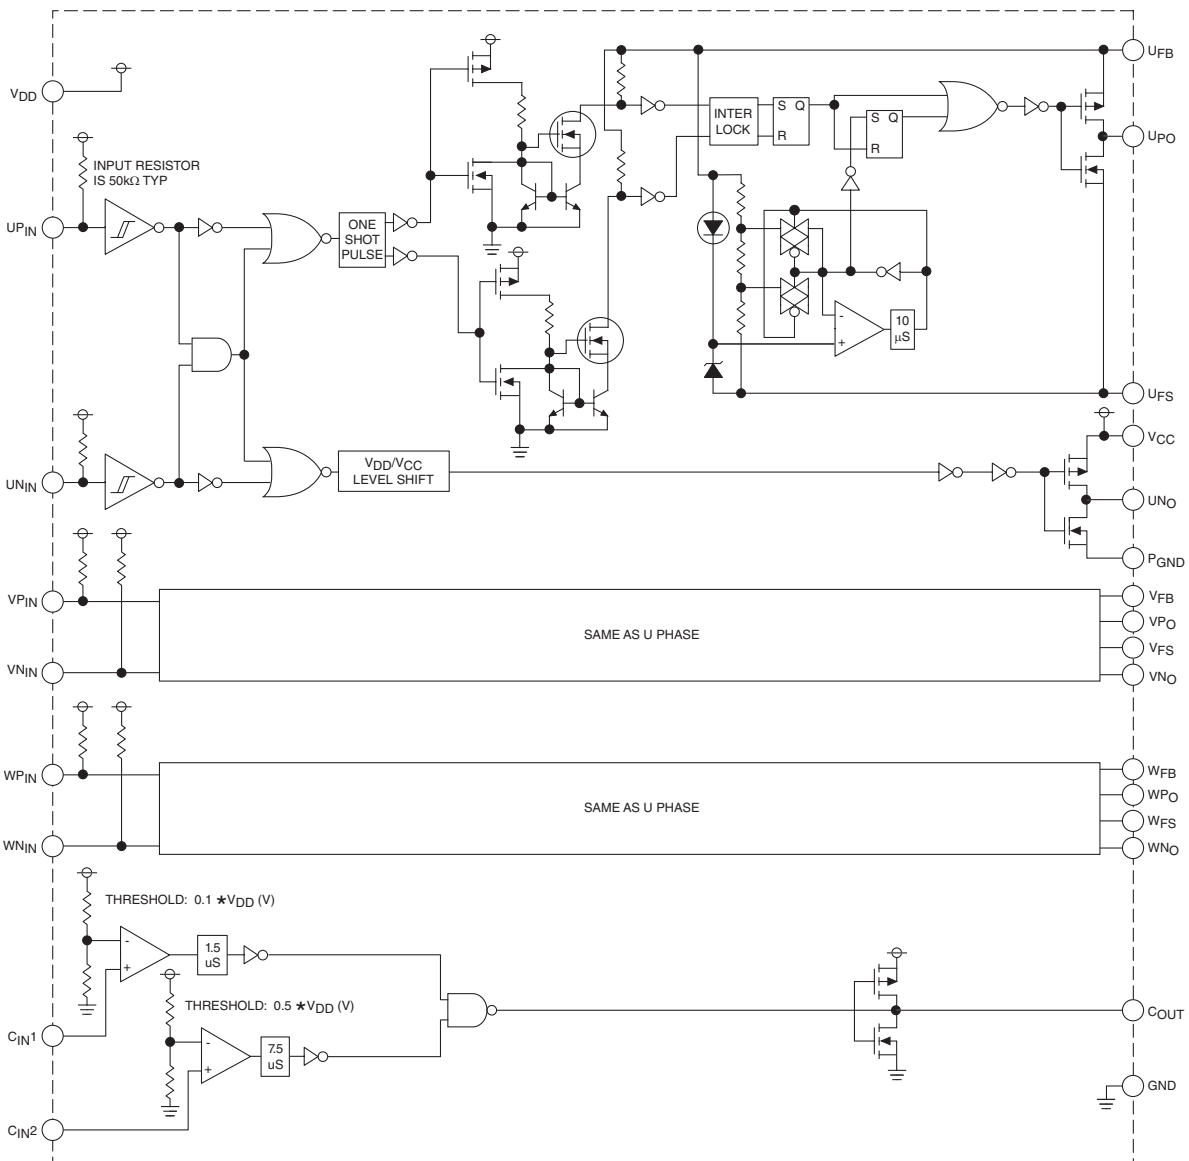 UFB
VDD
S Q
INTER
LOCK
R
S Q
R
UPO
INPUT RESISTOR
IS 50kΩ TYP
UPIN
ONE
SHOT
PULSE
-
+
10
µS
UFS
VCC
VDD/VCC
LEVEL SHIFT
UNIN
UNO
PGND
VPIN
VFB
SAME AS U PHASE
VPO
VFS
VNIN
VNO
WPIN
WFB
SAME AS U PHASE
WPO
WFS
WNIN
WNO
THRESHOLD: 0.1 ★VDD (V)
-
+
1.5
uS
THRESHOLD: 0.5 ★VDD (V)
CIN1
COUT
-
+
7.5
uS
GND
CIN2